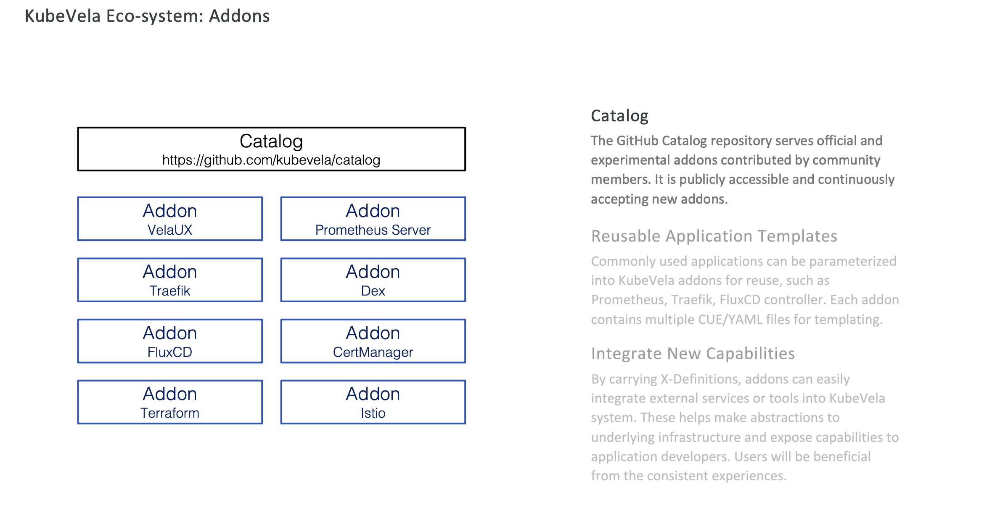 KubeVela Eco-system: Addons
Catalog
https://github.com/kubevela/catalog
Addon
VelaUX
Addon
Prometheus Server
Addon
Traefik
Addon
Dex
Addon
FluxCD
Addon
CertManager
Addon
Terraform
Addon
Istio
Catalog
The GitHub Catalog repository serves official and
experimental addons contributed by community
members. It is publicly accessible and continuously
accepting new addons.
Reusable Application Templates
Commonly used applications can be parameterized
into KubeVela addons for reuse, such as
Prometheus, Traefik, FluxCD controller. Each addon
contains multiple CUE/YAML files for templating.
Integrate New Capabilities
By carrying X-Definitions, addons can easily
integrate external services or tools into KubeVela
system. These helps make abstractions to
underlying infrastructure and expose capabilities to
application developers. Users will be beneficial
from the consistent experiences.